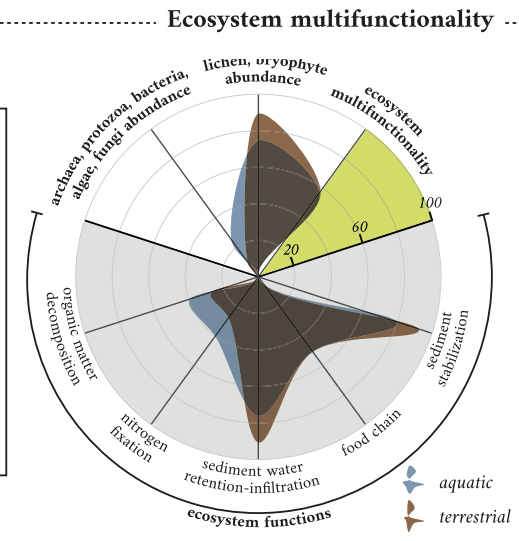 Ecosystem multifunctionality
lichen, bryophyte
abundance
archaea, protozoa, bacteria,
algae, fungi abundance
ecosystem
multifunctionality
100
60
20
organic matter
decomposition
sediment
stabilization
nitrogen
fixation
food chain
sediment water
retention-infiltration
ecosystem functions
aquatic
terrestrial